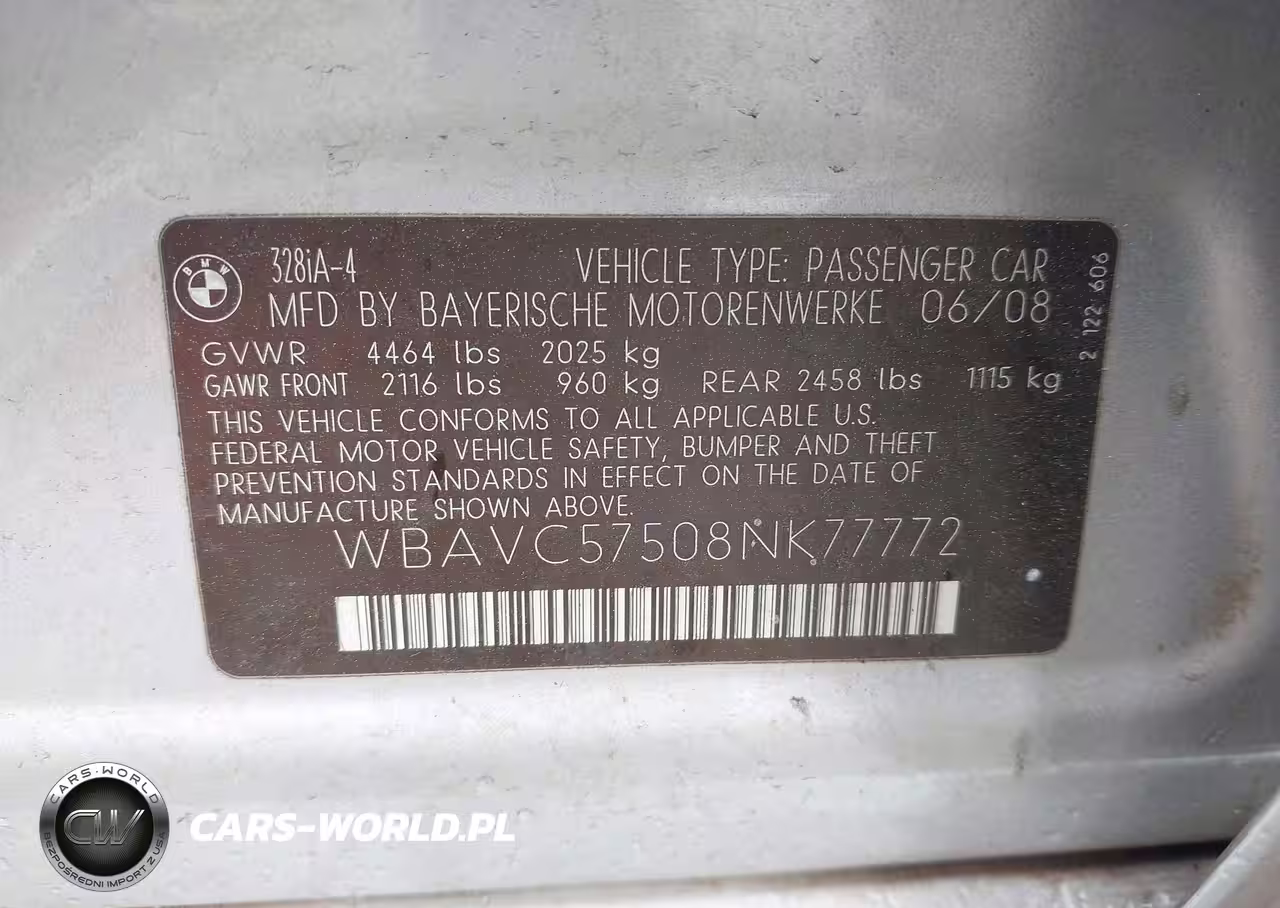 BMW
328iA-4 VEHICLE TYPE: PASSENGER CAR
MFD BY BAYERISCHE MOTORENWERKE 06/08
GVWR 4464 lbs 2025 kg
GAWR FRONT 2116 lbs 960 kg REAR 2458 lbs 1115 kg
THIS VEHICLE CONFORMS TO ALL APPLICABLE U.S.
FEDERAL MOTOR VEHICLE SAFETY, BUMPER AND THEFT
PREVENTION STANDARDS IN EFFECT ON THE DATE OF
MANUFACTURE SHOWN ABOVE.
WBAVC57508NK77772
2 122 606
CARS-WORLD
CW
BEZPOŚREDNI IMPORT Z USA
CARS-WORLD.PL